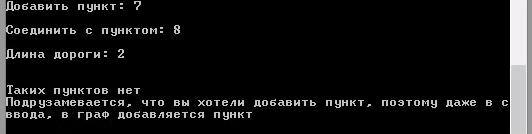 Добавить пункт: 7
Соединить с пунктом: 8
Длина дороги: 2
Таких пунктов нет
Подрузамевается, что вы хотели добавить пункт, поэтому даже в с
ввода, в граф добавляется пункт